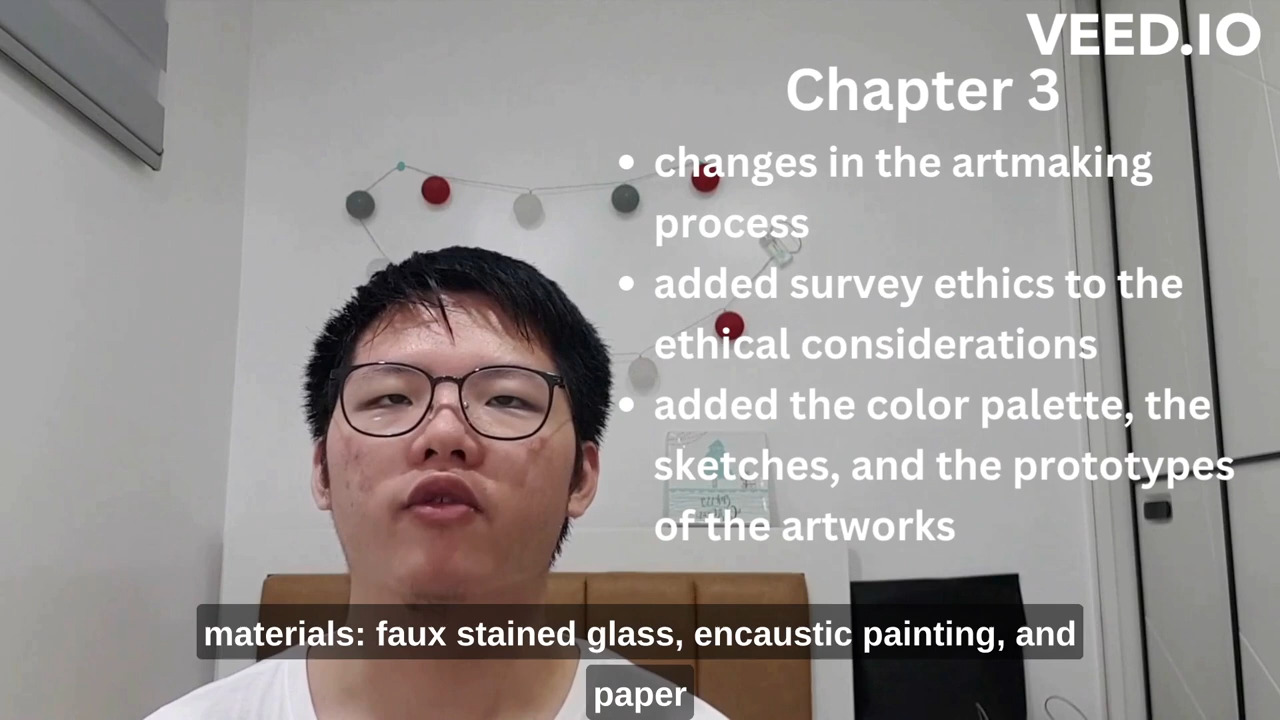 VEED.IO
Chapter 3
• changes in the artmaking
process
• added survey ethics to the
ethical considerations
• added the color palette, the
sketches, and the prototypes
of the artworks
materials: faux stained glass, encaustic painting, and
paper